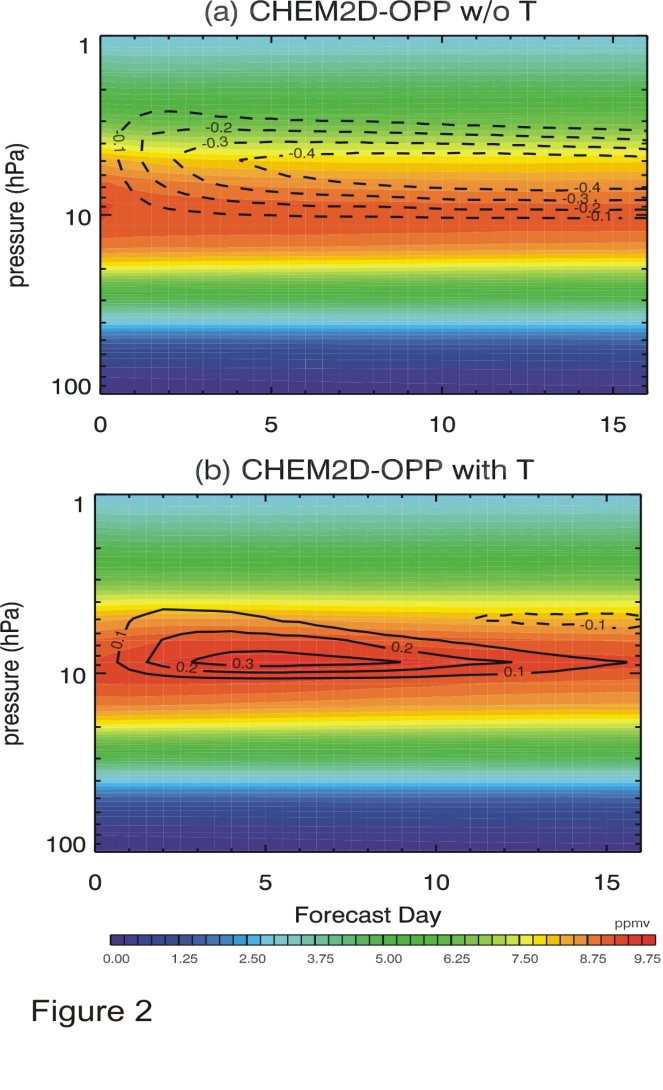 (a) CHEM2D-OPP w/o T
1
-0.1
-0.2
-0.3
-0.4
pressure (hPa)
-0.4
-0.3
-0.2
-0.1
10
100
0 5 10 15
(b) CHEM2D-OPP with T
1
0.1
-0.1
0.2
0.2 0.3
0.1
pressure (hPa)
10
100
0 5 10 15
Forecast Day
ppmv
0.00 1.25 2.50 3.75 5.00 6.25 7.50 8.75 9.75
Figure 2